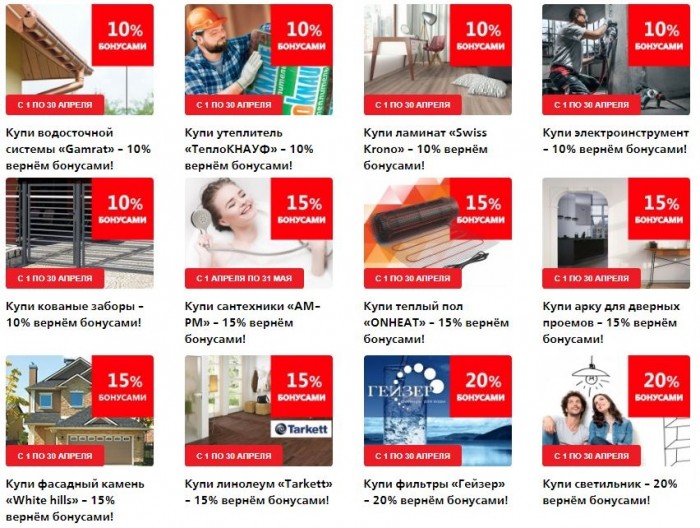 10%
БОНУСАМИ
С 1 ПО 30 АПРЕЛЯ
Купи водосточной
системы «Gamrat» – 10%
вернём бонусами!
10%
БОНУСАМИ
С 1 ПО 30 АПРЕЛЯ
Купи утеплитель
«ТеплоКНАУФ» – 10%
вернём бонусами!
10%
БОНУСАМИ
С 1 ПО 30 АПРЕЛЯ
Купи ламинат «Swiss
Krono» – 10% вернём
бонусами!
10%
БОНУСАМИ
С 1 ПО 30 АПРЕЛЯ
Купи электроинструмент
– 10% вернём бонусами!
10%
БОНУСАМИ
С 1 ПО 30 АПРЕЛЯ
Купи кованые заборы –
10% вернём бонусами!
15%
БОНУСАМИ
С 1 АПРЕЛЯ ПО 31 МАЯ
Купи сантехники «AM-
PM» – 15% вернём
бонусами!
15%
БОНУСАМИ
С 1 ПО 30 АПРЕЛЯ
Купи теплый пол
«ONHEAT» – 15% вернём
бонусами!
15%
БОНУСАМИ
С 1 ПО 30 АПРЕЛЯ
Купи арку для дверных
проемов – 15% вернём
бонусами!
15%
БОНУСАМИ
С 1 ПО 30 АПРЕЛЯ
Купи фасадный камень
«White hills» – 15%
вернём бонусами!
15%
БОНУСАМИ
Tarkett
С 1 ПО 30 АПРЕЛЯ
Купи линолеум «Tarkett»
– 15% вернём бонусами!
ГЕЙЗЕР
20%
БОНУСАМИ
С 1 ПО 30 АПРЕЛЯ
Купи фильтры «Гейзер»
– 20% вернём бонусами!
20%
БОНУСАМИ
С 1 ПО 30 АПРЕЛЯ
Купи светильник – 20%
вернём бонусами!